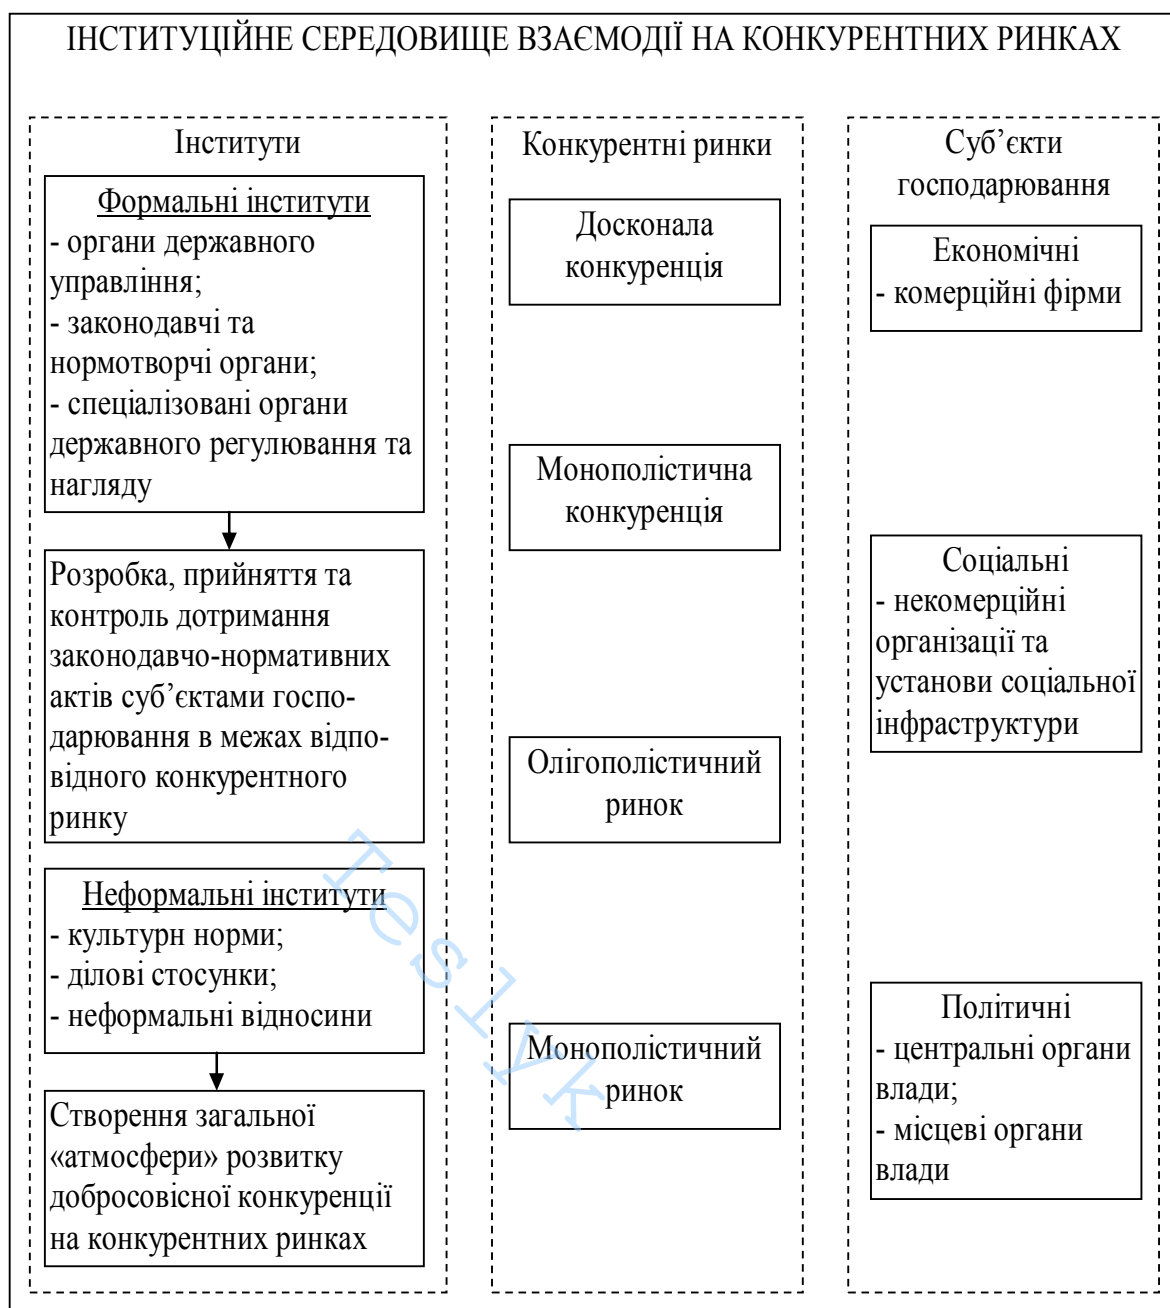 ІНСТИТУЦІЙНЕ СЕРЕДОВИЩЕ ВЗАЄМОДІЇ НА КОНКУРЕНТНИХ РИНКАХ
Інститути
Формальні інститути
- органи державного
управління;
- законодавчі та
нормотворчі органи;
- спеціалізовані органи
державного регулювання та
нагляду
Розробка, прийняття та
контроль дотримання
законодавчо-нормативних
актів суб’єктами госпо-
дарювання в межах відпо-
відного конкурентного
ринку
Неформальні інститути
- культурн норми;
- ділові стосунки;
- неформальні відносини
Створення загальної
«атмосфери» розвитку
добросовісної конкуренції
на конкурентних ринках
Конкурентні ринки
Досконала
конкуренція
Монополістична
конкуренція
Олігополістичний
ринок
Монополістичний
ринок
Суб’єкти
господарювання
Економічні
- комерційні фірми
Соціальні
- некомерційні
організації та
установи соціальної
інфраструктури
Політичні
- центральні органи
влади;
- місцеві органи
влади
Teslyk